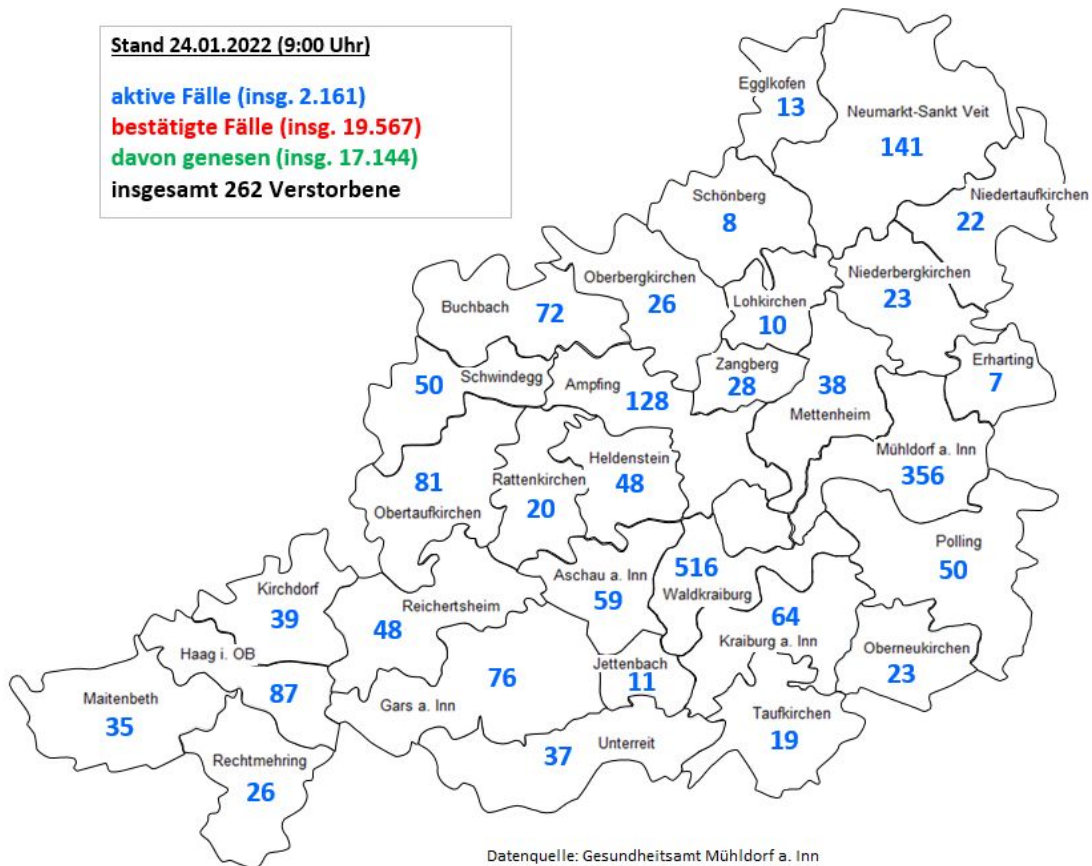 Stand 24.01.2022 (9:00 Uhr)
aktive Fälle (insg. 2.161)
bestätigte Fälle (insg. 19.567)
davon genesen (insg. 17.144)
insgesamt 262 Verstorbene
Egglkofen
13
Neumarkt-Sankt Veit
141
Schönberg
8
Niedertaufkirchen
22
Oberbergkirchen
26
Lohkirchen
10
Niederbergkirchen
23
Buchbach
72
Schwindegg
50
Ampfing
128
Zangberg
28
38
Mettenheim
Erharting
7
Mühldorf a. Inn
356
81
Obertaufkirchen
Rattenkirchen
20
Heldenstein
48
Polling
50
Kirchdorf
39
Reichertsheim
48
Aschau a. Inn
59
516
Waldkraiburg
64
Kraiburg a. Inn
Oberneukirchen
23
Haag i. OB
87
Maitenbeth
35
Gars a. Inn
76
Jettenbach
11
Taufkirchen
19
Rechtmehring
26
Unterreit
37
Datenquelle: Gesundheitsamt Mühldorf a. Inn